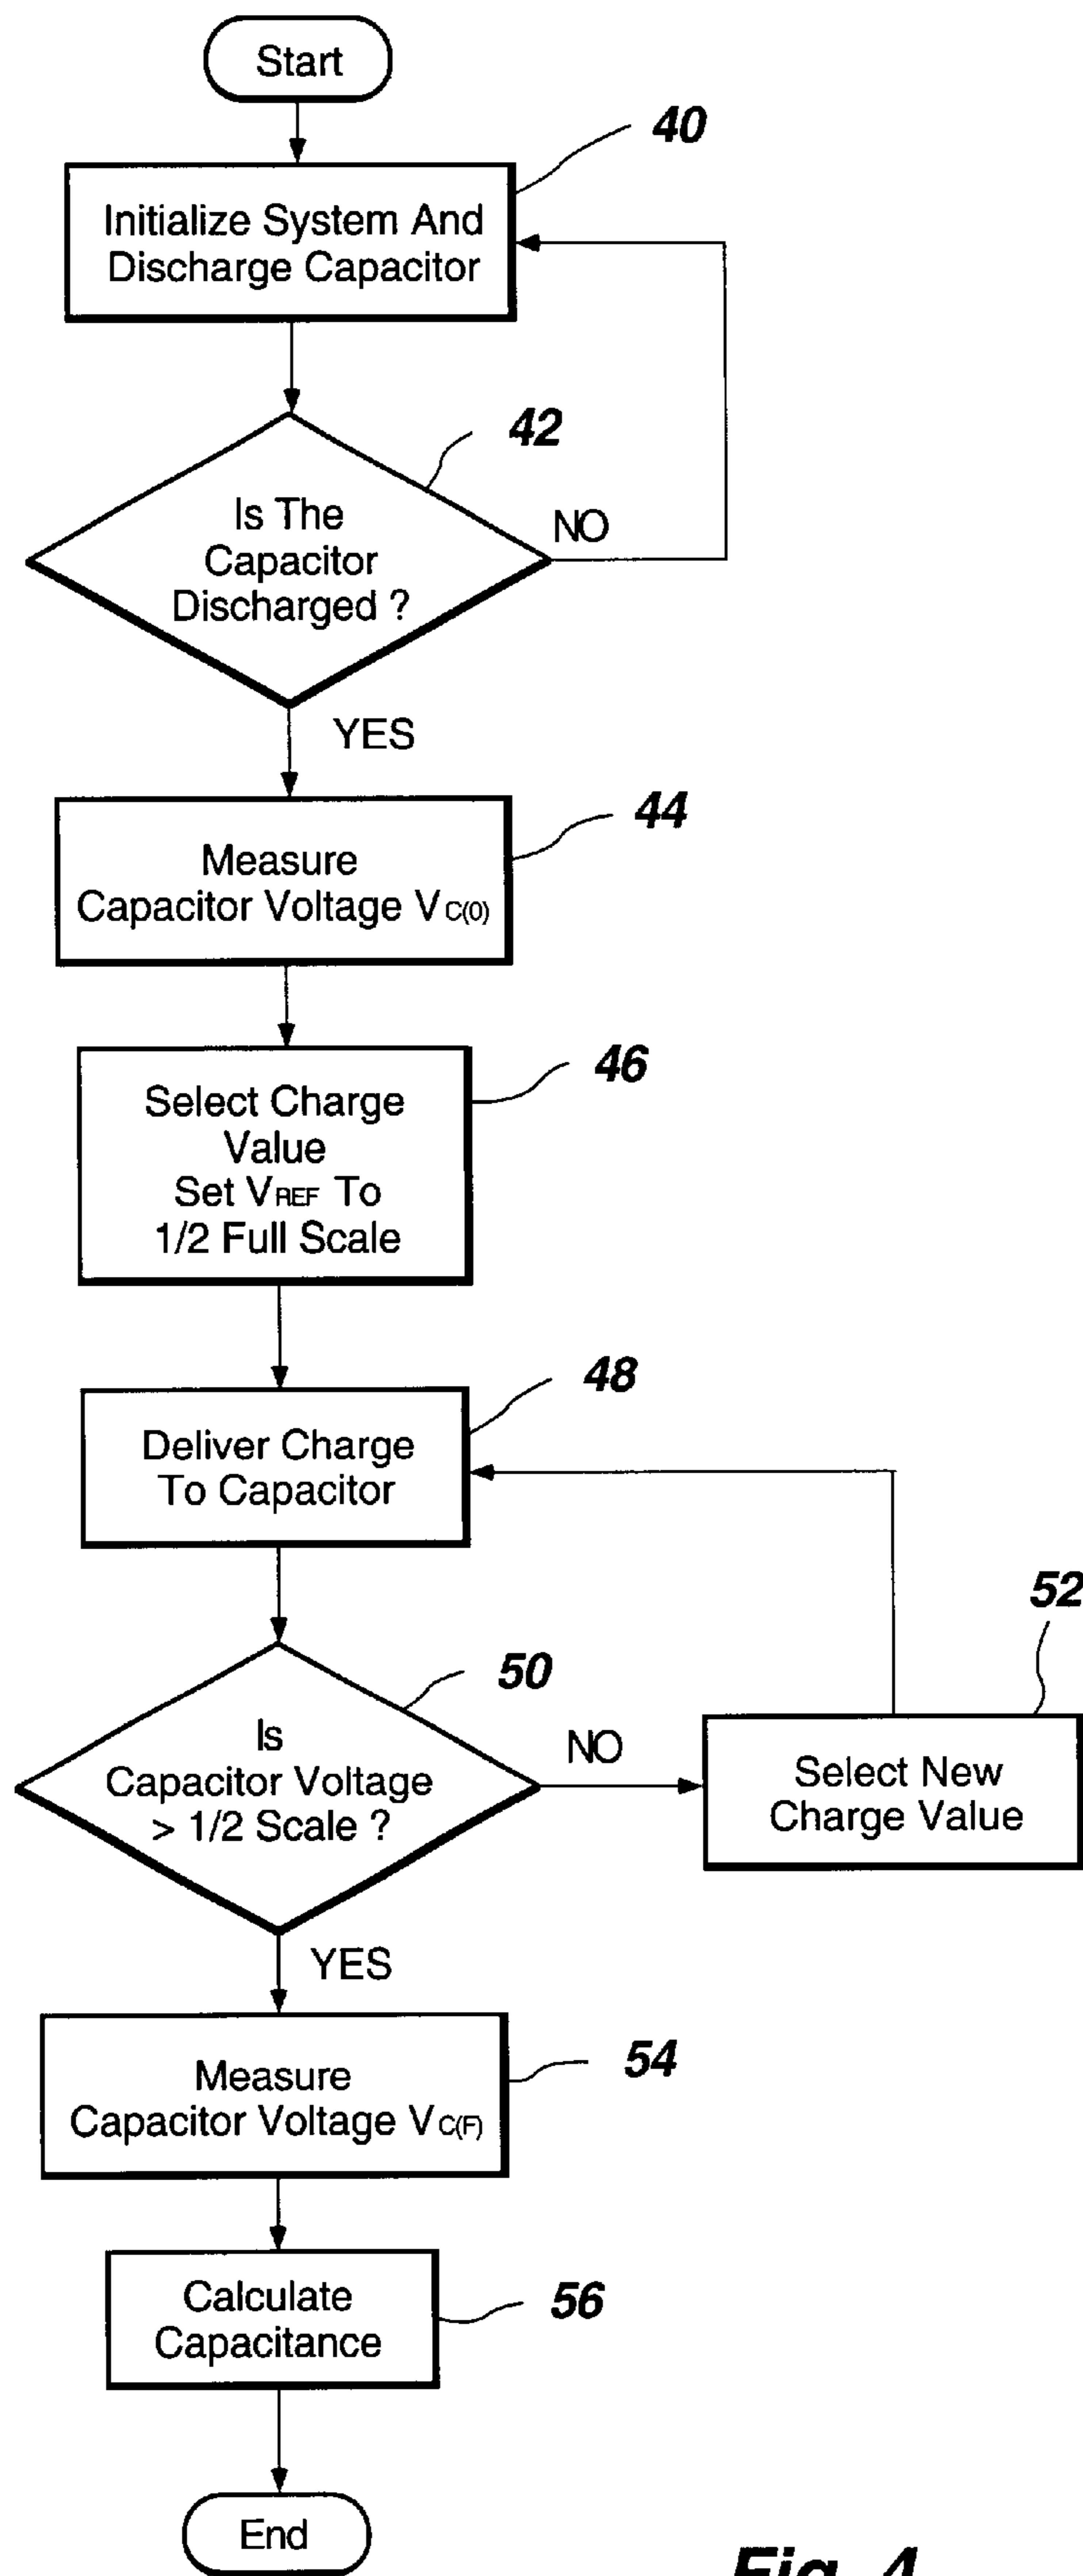 Start
40
Initialize System And
Discharge Capacitor
42
Is The
Capacitor
Discharged ?
NO
YES
44
Measure
Capacitor Voltage VC(0)
46
Select Charge
Value
Set VREF To
1/2 Full Scale
48
Deliver Charge
To Capacitor
50
Is
Capacitor Voltage
> 1/2 Scale ?
NO
52
Select New
Charge Value
YES
54
Measure
Capacitor Voltage VC(F)
56
Calculate
Capacitance
End
Fig. 4